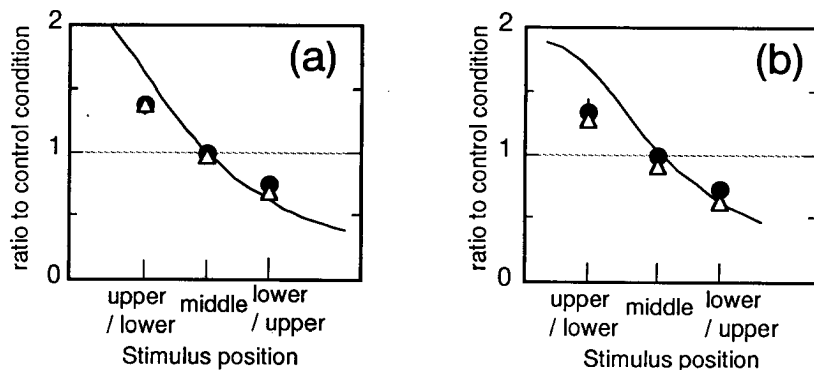 ratio to control condition
2
1
0
(a)
upper / lower
middle
lower / upper
Stimulus position
ratio to control condition
2
1
0
(b)
upper / lower
middle
lower / upper
Stimulus position